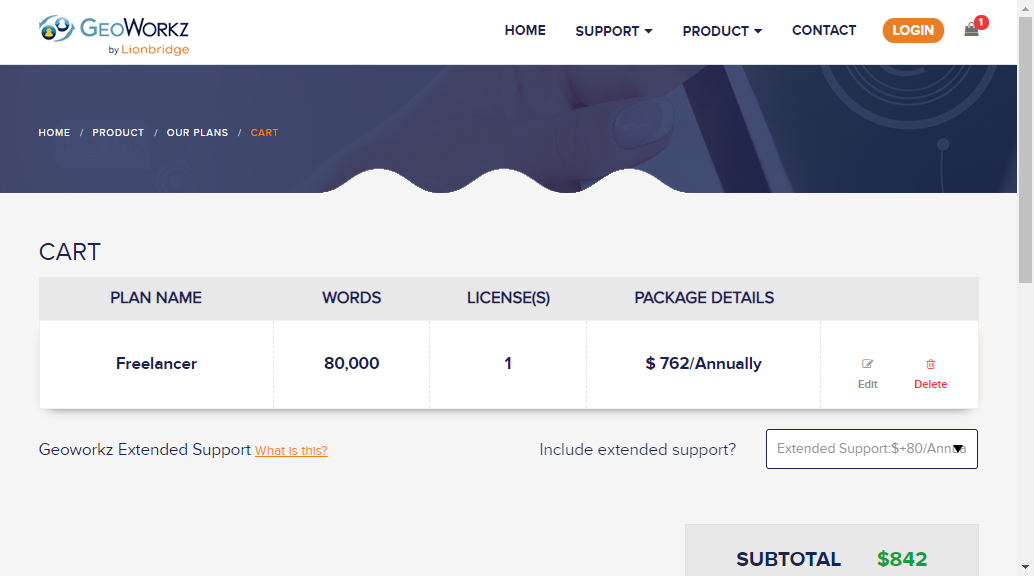 GEOWORKZ
by Lionbridge
HOME SUPPORT PRODUCT CONTACT LOGIN 1
HOME / PRODUCT / OUR PLANS / CART
CART
PLAN NAME WORDS LICENSE(S) PACKAGE DETAILS
Freelancer 80,000 1 $ 762/Annually
Edit Delete
Geoworkz Extended Support What is this? Include extended support? Extended Support:$+80/Annua
SUBTOTAL $842